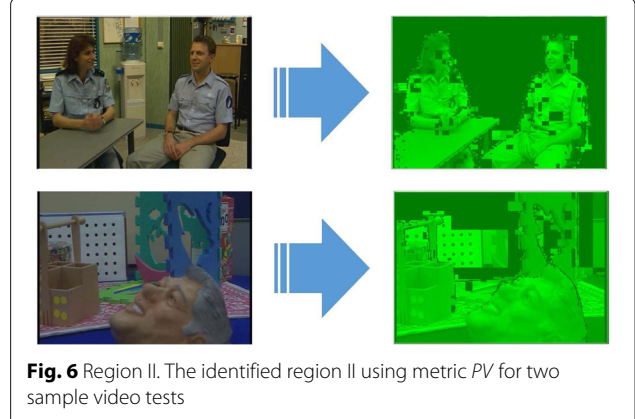 Fig. 6 Region II. The identified region II using metric PV for two
sample video tests